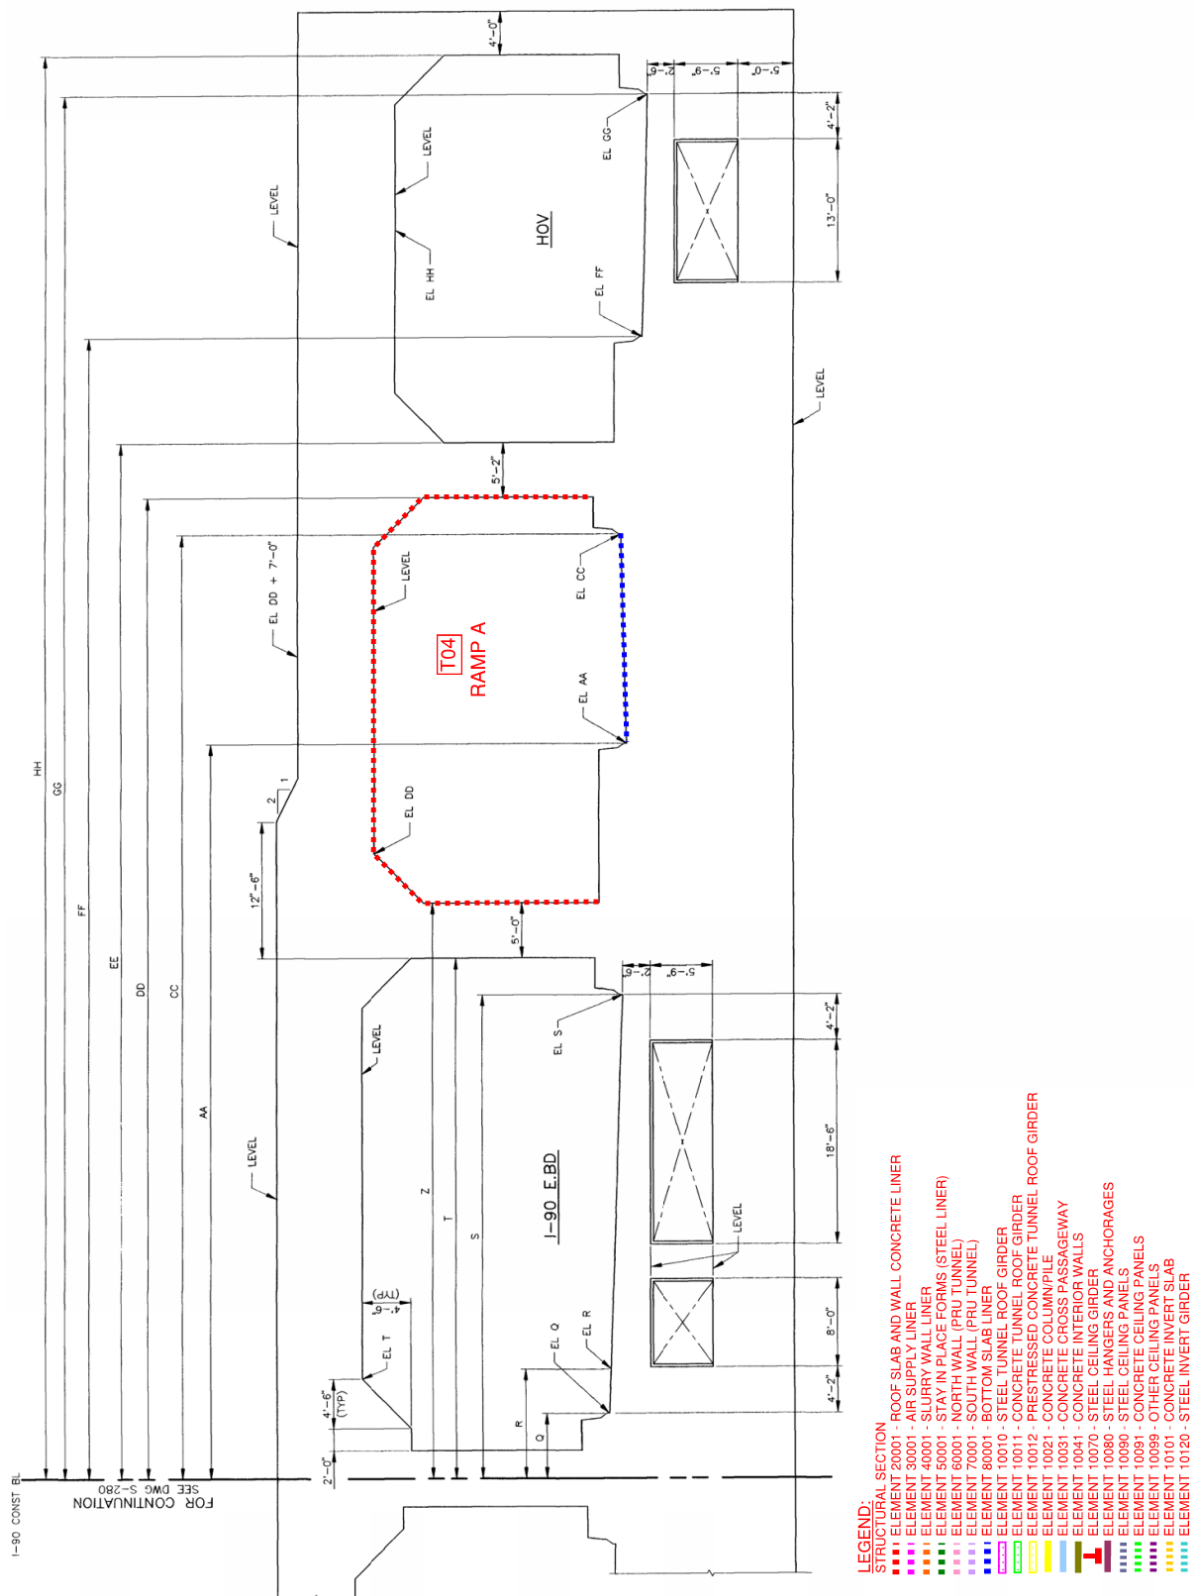 I-90 CONST BL
FOR CONTINUATION
SEE DWG S-280
HH
GG
FF
EE
DD
CC
AA
Z
T
S
R
Q
4'-0"
LEVEL
LEVEL
EL HH
HOV
EL GG
EL FF
2'-6"
5'-9"
5'-0"
4'-2"
13'-0"
LEVEL
5'-2"
EL DD + 7'-0"
LEVEL
T04
RAMP A
EL CC
EL AA
EL DD
2
1
12'-6"
5'-0"
LEVEL
LEVEL
I-90 E.BD
EL S
2'-6"
5'-9"
4'-2"
18'-6"
LEVEL
8'-0"
4'-2"
4'-6"
(TYP)
EL T
4'-6"
(TYP)
2'-0"
EL Q
EL R
LEGEND:
STRUCTURAL SECTION
ELEMENT 20001 - ROOF SLAB AND WALL CONCRETE LINER
ELEMENT 30001 - AIR SUPPLY LINER
ELEMENT 40001 - SLURRY WALL LINER
ELEMENT 50001 - STAY IN PLACE FORMS (STEEL LINER)
ELEMENT 60001 - NORTH WALL (PRU TUNNEL)
ELEMENT 70001 - SOUTH WALL (PRU TUNNEL)
ELEMENT 80001 - BOTTOM SLAB LINER
ELEMENT 10010 - STEEL TUNNEL ROOF GIRDER
ELEMENT 10011 - CONCRETE TUNNEL ROOF GIRDER
ELEMENT 10012 - PRESTRESSED CONCRETE TUNNEL ROOF GIRDER
ELEMENT 10021 - CONCRETE COLUMN/PILE
ELEMENT 10031 - CONCRETE CROSS PASSAGEWAY
ELEMENT 10041 - CONCRETE INTERIOR WALLS
ELEMENT 10070 - STEEL CEILING GIRDER
ELEMENT 10080 - STEEL HANGERS AND ANCHORAGES
ELEMENT 10090 - STEEL CEILING PANELS
ELEMENT 10091 - CONCRETE CEILING PANELS
ELEMENT 10099 - OTHER CEILING PANELS
ELEMENT 10101 - CONCRETE INVERT SLAB
ELEMENT 10120 - STEEL INVERT GIRDER